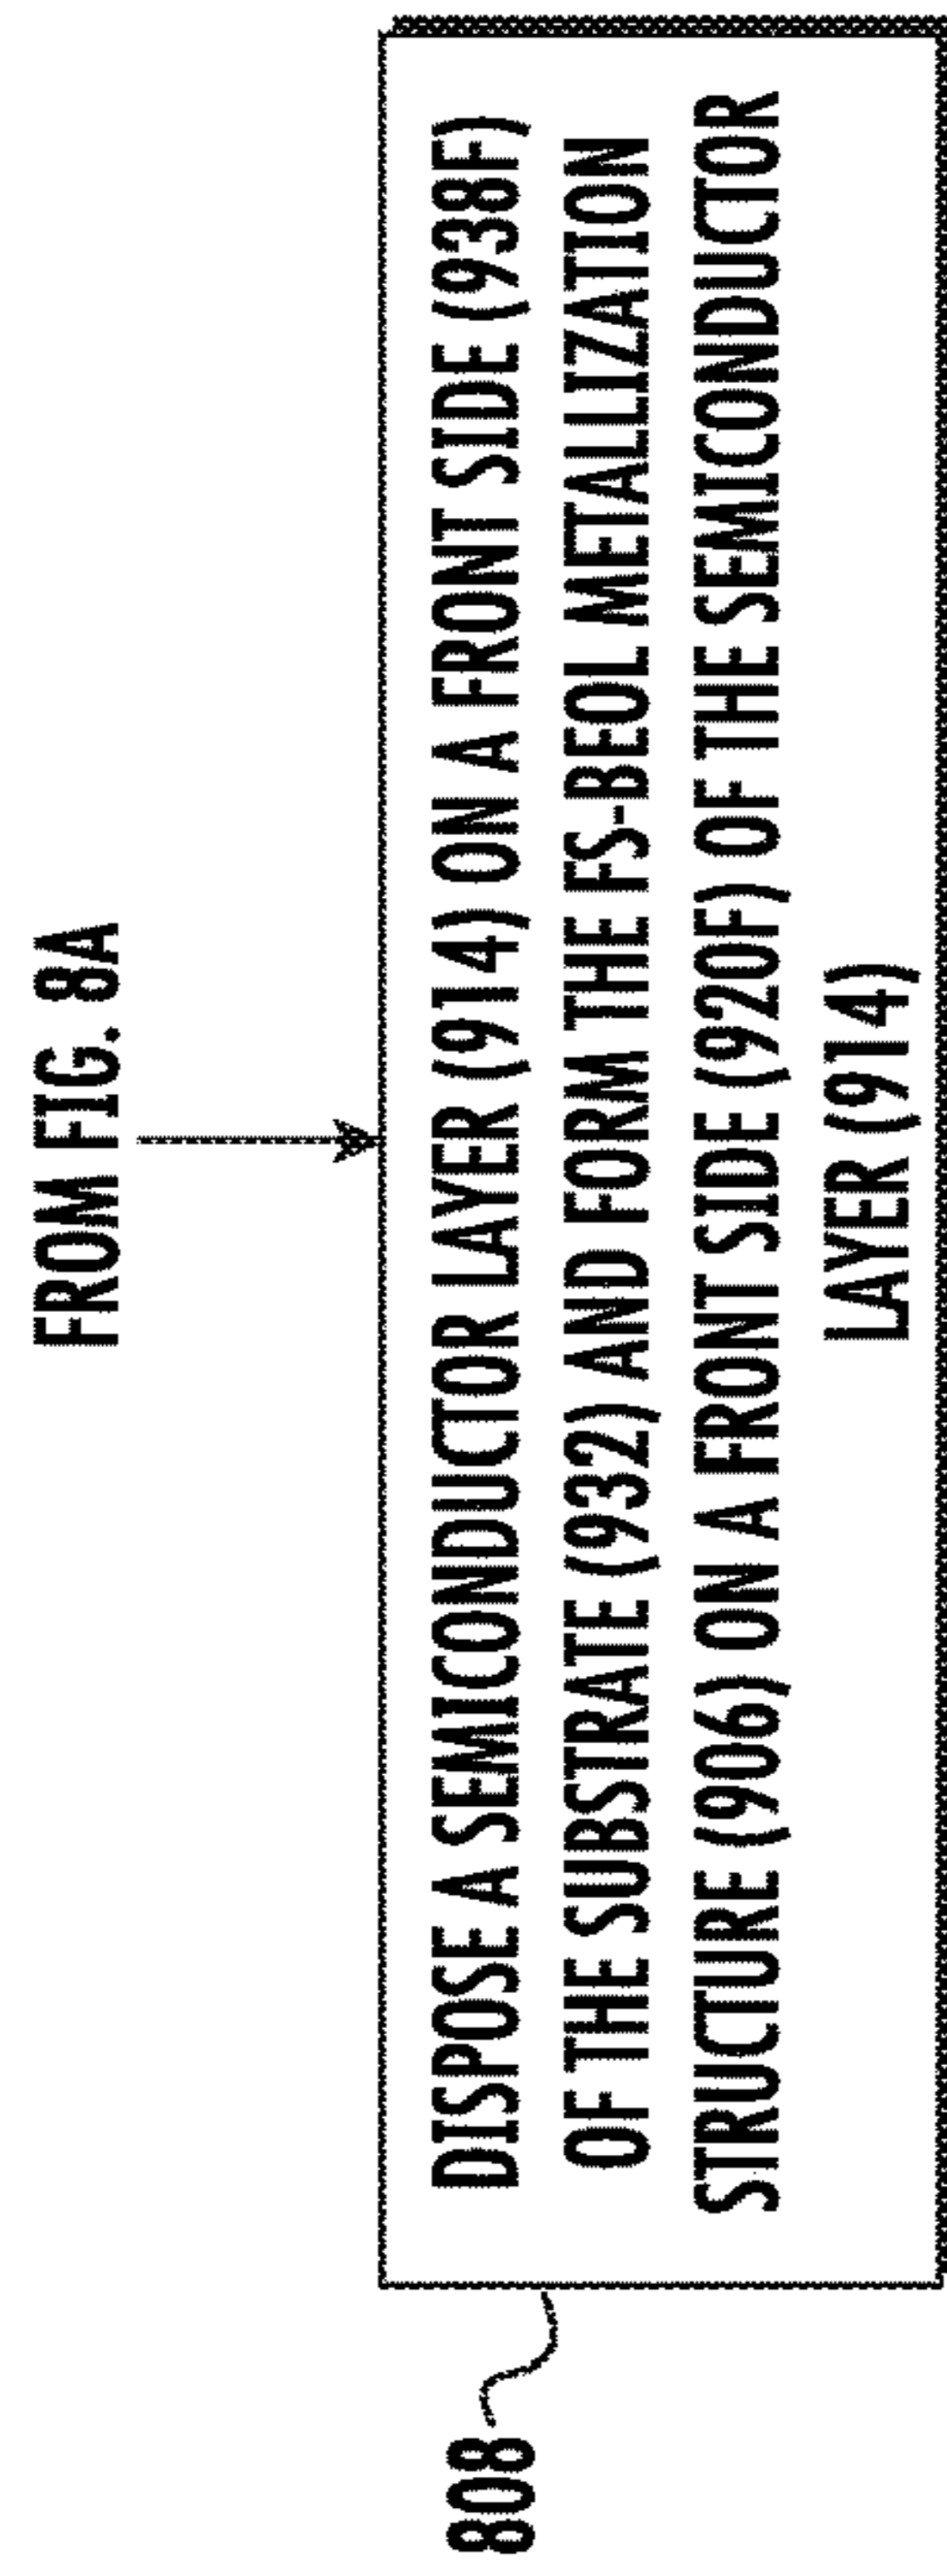 FROM FIG. 8A
DISPOSE A SEMICONDUCTOR LAYER (914) ON A FRONT SIDE (938F)
OF THE SUBSTRATE (932) AND FORM THE FS-BEOL METALLIZATION
STRUCTURE (906) ON A FRONT SIDE (920F) OF THE SEMICONDUCTOR
LAYER (914)
808